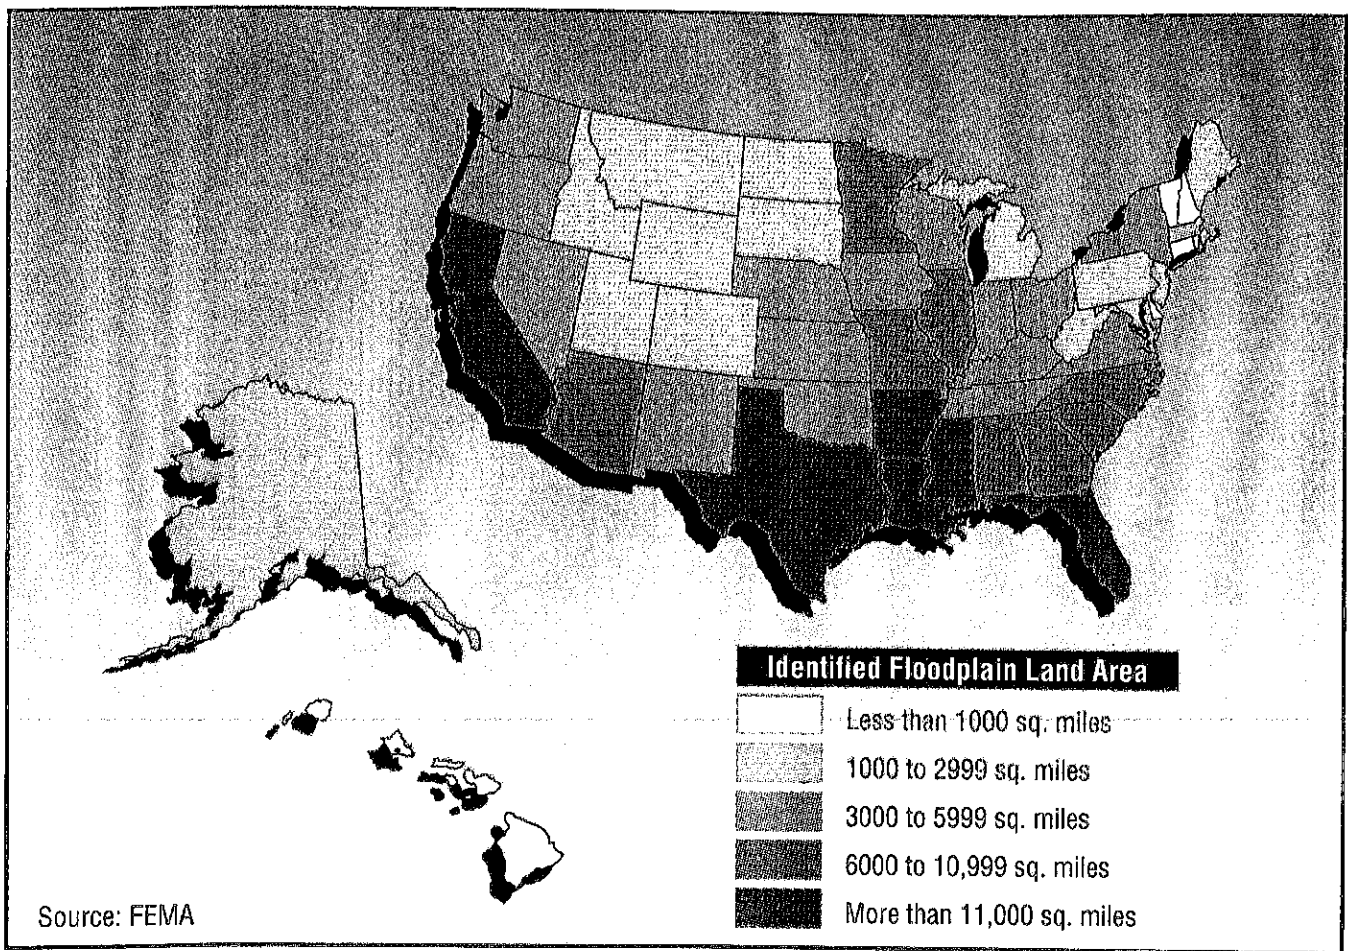 Identified Floodplain Land Area
Less than 1000 sq. miles
1000 to 2999 sq. miles
3000 to 5999 sq. miles
6000 to 10,999 sq. miles
More than 11,000 sq. miles
Source: FEMA